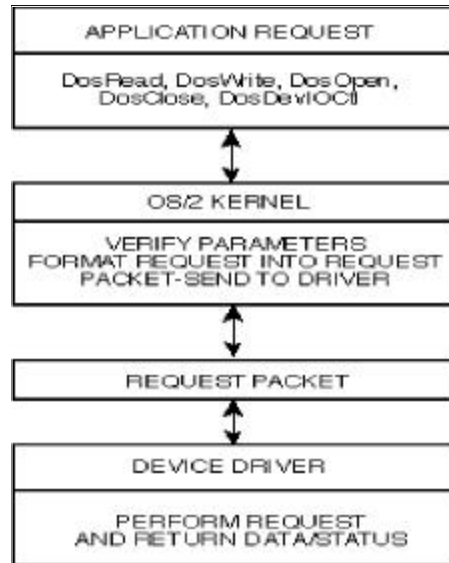 APPLICATION REQUEST
DosRead, DosWrite, DosOpen,
DosClose, DosDevIOCtl
OS/2 KERNEL
VERIFY PARAMETERS
FORMAT REQUEST INTO REQUEST
PACKET-SEND TO DRIVER
REQUEST PACKET
DEVICE DRIVER
PERFORM REQUEST
AND RETURN DATA/STATUS